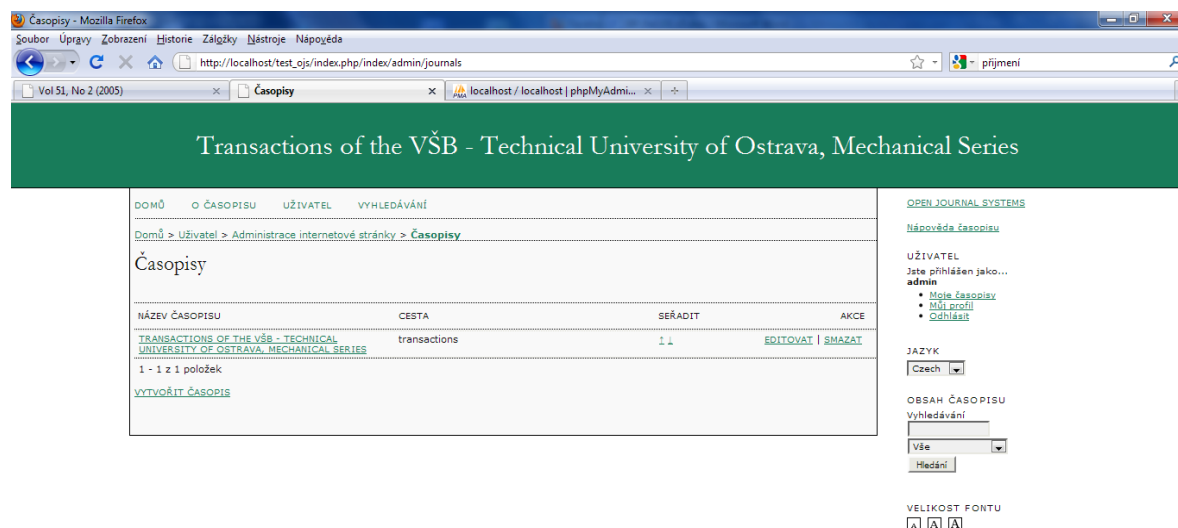 Časopisy - Mozilla Firefox
Soubor Úpravy Zobrazení Historie Záložky Nástroje Nápověda
http://localhost/test_ojs/index.php/index/admin/journals
příjmení
Vol 51, No 2 (2005)
Časopisy
localhost / localhost | phpMyAdmi...
Transactions of the VŠB - Technical University of Ostrava, Mechanical Series
DOMŮ O ČASOPISU UŽIVATEL VYHLEDÁVÁNÍ
Domů > Uživatel > Administrace internetové stránky > Časopisy
Časopisy
NÁZEV ČASOPISU CESTA SEŘADIT AKCE
TRANSACTIONS OF THE VŠB - TECHNICAL
UNIVERSITY OF OSTRAVA, MECHANICAL SERIES
transactions
↑ ↓
EDITOVAT | SMAZAT
1 - 1 z 1 položek
VYTVOŘIT ČASOPIS
OPEN JOURNAL SYSTEMS
Nápověda časopisu
UŽIVATEL
Jste přihlášen jako...
admin
Moje časopisy
Můj profil
Odhlásit
JAZYK
Czech
OBSAH ČASOPISU
Vyhledávání
Vše
Hledání
VELIKOST FONTU
A A A